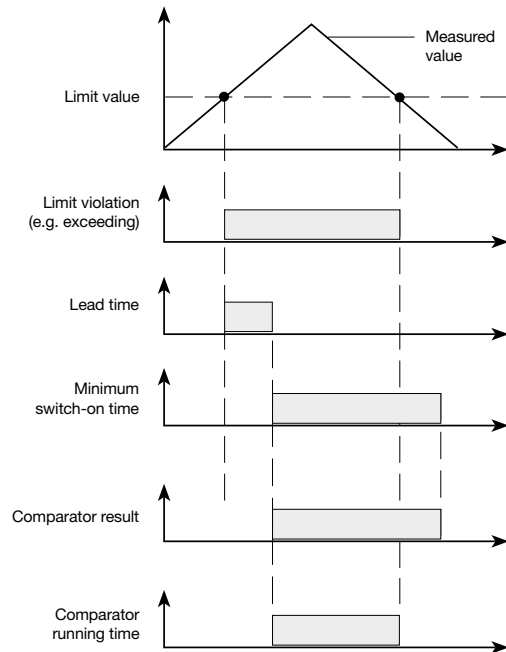 Measured
value
Limit value
Limit violation
(e.g. exceeding)
Lead time
Minimum
switch-on time
Comparator result
Comparator
running time